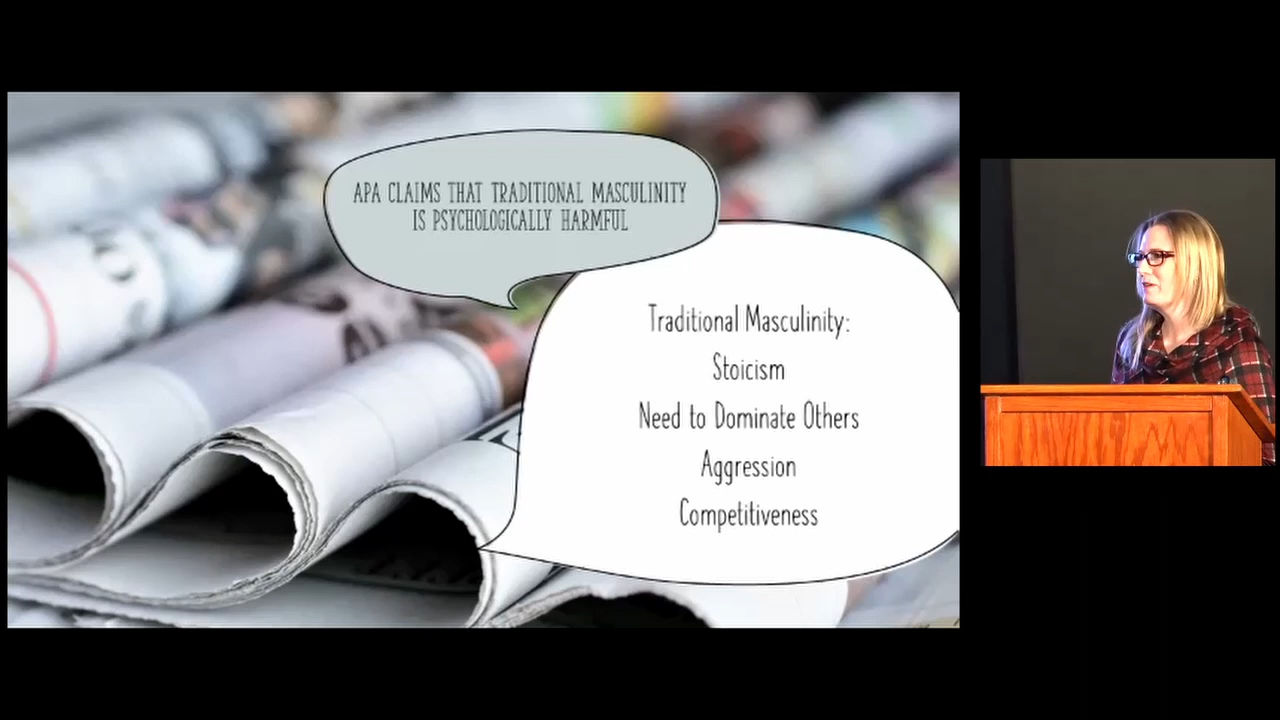 APA CLAIMS THAT TRADITIONAL MASCULINITY
IS PSYCHOLOGICALLY HARMFUL
Traditional Masculinity:
Stoicism
Need to Dominate Others
Aggression
Competitiveness